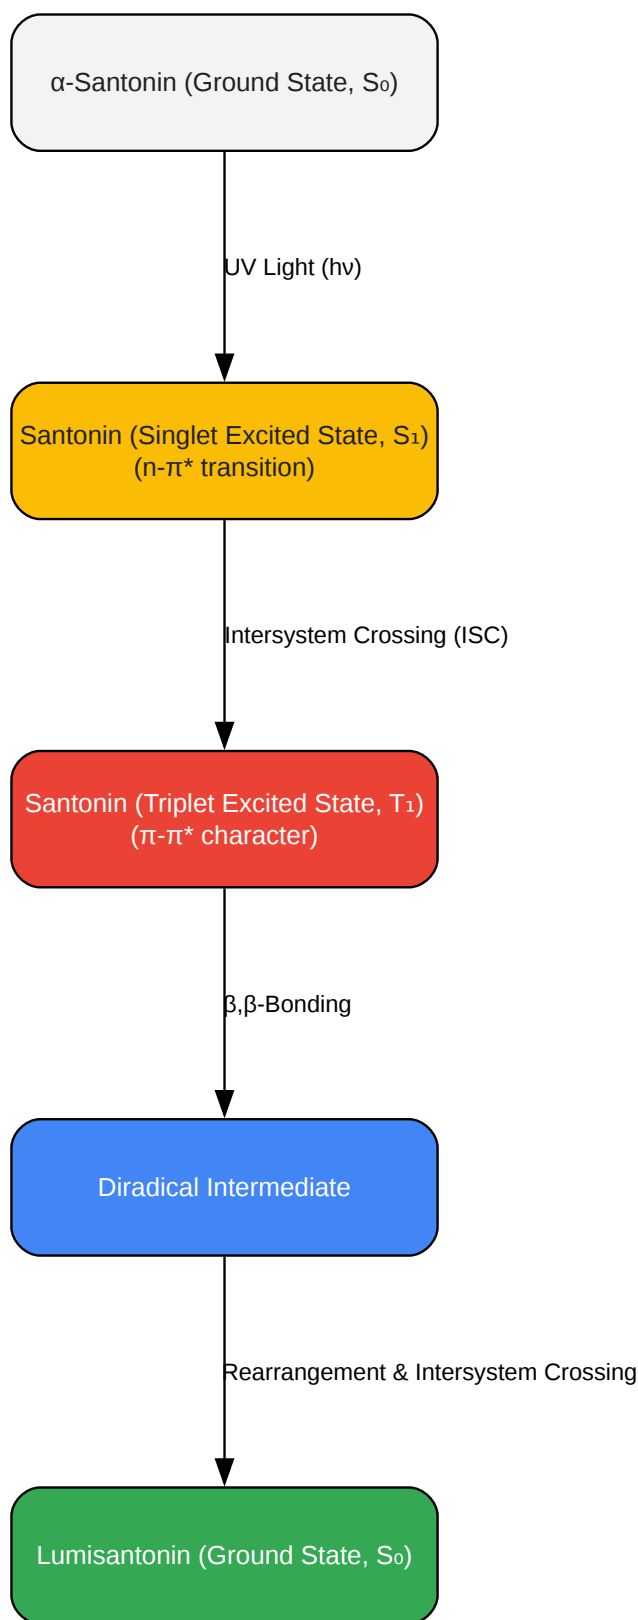 α-Santonin (Ground State, S₀)
UV Light (hν)
Santonin (Singlet Excited State, S₁)
(n-π* transition)
Intersystem Crossing (ISC)
Santonin (Triplet Excited State, T₁)
(π-π* character)
β,β-Bonding
Diradical Intermediate
Rearrangement & Intersystem Crossing
Lumisantonin (Ground State, S₀)